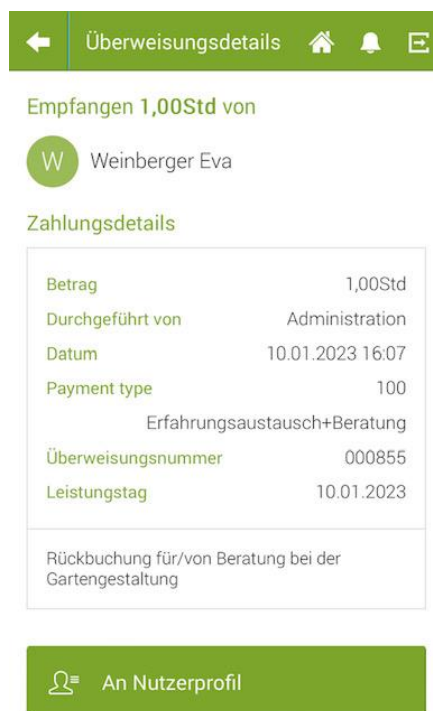 Überweisungsdetails
Empfangen 1,00Std von
W Weinberger Eva
Zahlungsdetails
Betrag 1,00Std
Durchgeführt von Administration
Datum 10.01.2023 16:07
Payment type 100
Erfahrungsaustausch+Beratung
Überweisungsnummer 000855
Leistungstag 10.01.2023
Rückbuchung für/von Beratung bei der
Gartengestaltung
An Nutzerprofil